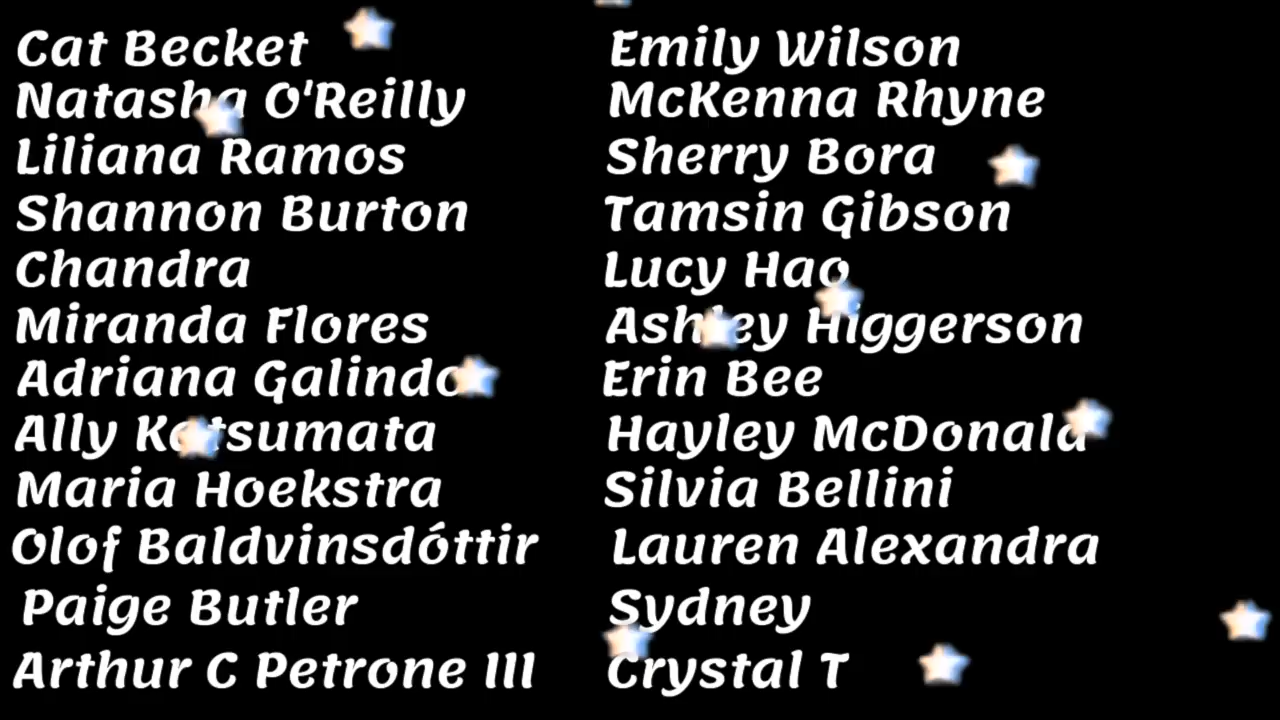 Cat Becket
Natasha O'Reilly
Liliana Ramos
Shannon Burton
Chandra
Miranda Flores
Adriana Galindo
Ally Katsumata
Maria Hoekstra
Olof Baldvinsdóttir
Paige Butler
Arthur C Petrone III
Emily Wilson
McKenna Rhyne
Sherry Bora
Tamsin Gibson
Lucy Hao
Ashley Higgerson
Erin Bee
Hayley McDonald
Silvia Bellini
Lauren Alexandra
Sydney
Crystal T